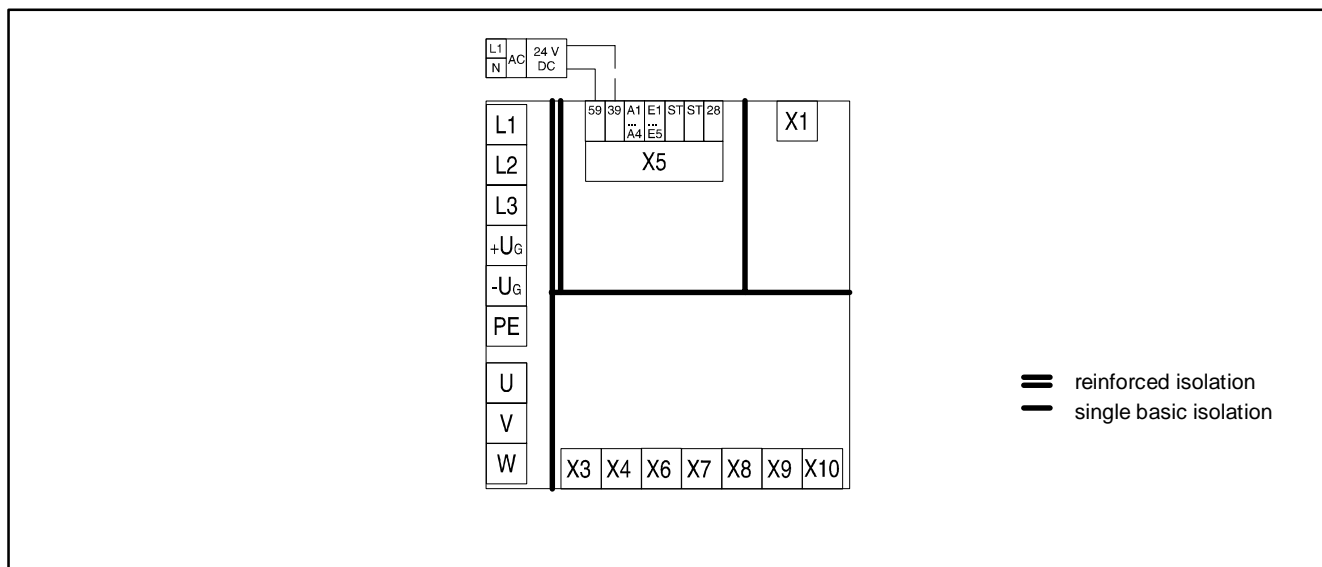 L1
N
AC
24 V
DC
59 39 A1 E1 ST ST 28
... ...
A4 E5
X5
X1
L1
L2
L3
+UG
-UG
PE
U
V
W
X3 X4 X6 X7 X8 X9 X10
reinforced isolation
single basic isolation